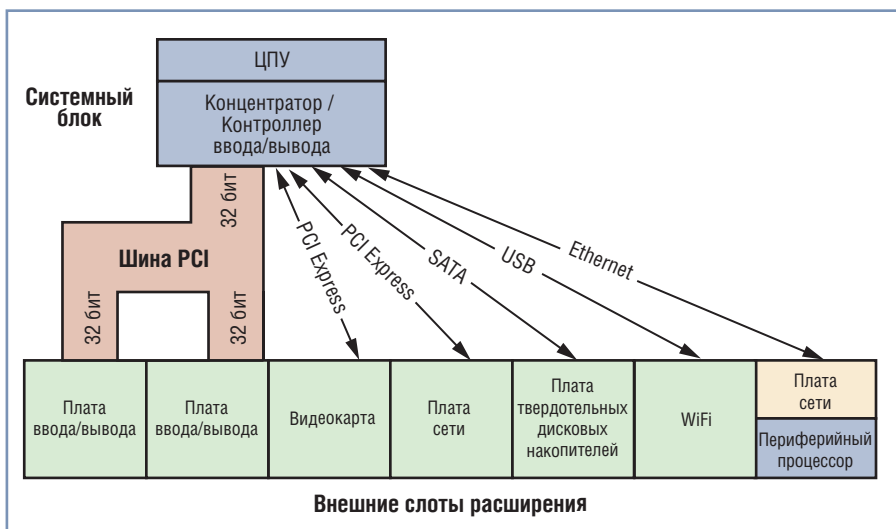 ЦПУ
Системный
блок
Концентратор /
Контроллер
ввода/вывода
32 бит
Шина PCI
32 бит
32 бит
PCI Express
PCI Express
SATA
USB
Ethernet
Плата
ввода/вывода
Плата
ввода/вывода
Видеокарта
Плата
сети
Плата
твердотельных
дисковых
накопителей
WiFi
Плата
сети
Периферийный
процессор
Внешние слоты расширения